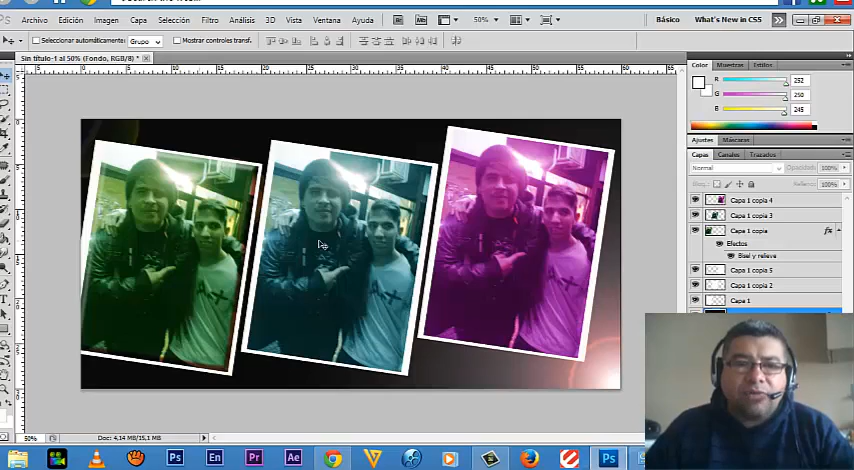 Archivo Edición Imagen Capa Selección Filtro Análisis 3D Vista Ventana Ayuda Br Mb 50% Básico What's New in CS5
Seleccionar automáticamente: Grupo Mostrar controles transf.
Sin título-1 al 50% (Fondo, RGB/8) *
Color Muestras Estilos
R 252
G 250
B 245
Ajustes Máscaras
Capas Canales Trazados
Normal Opacidad: 100%
Bloq.: Relleno: 100%
Capa 1 copia 4
Capa 1 copia 3
Capa 1 copia fx
Efectos
Bisel y relieve
Capa 1 copia 5
Capa 1 copia 2
Capa 1
50% Doc: 4,14 MB/15,1 MB
Ps En Pr Ae Ps